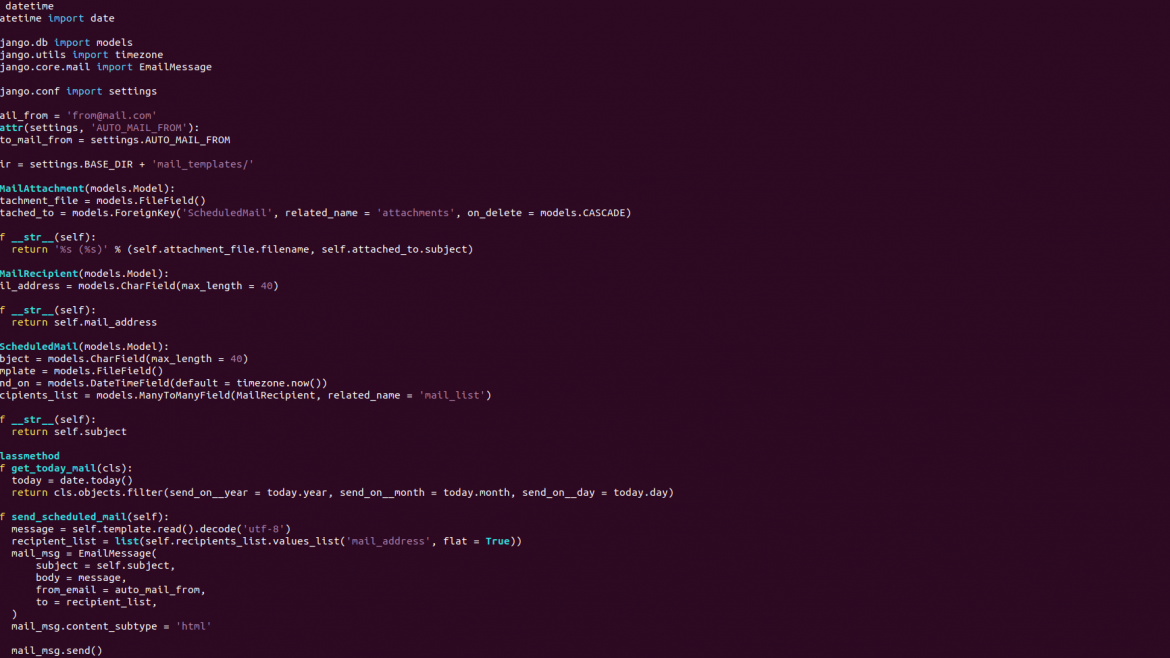 datetime
atetime import date
jango.db import models
jango.utils import timezone
jango.core.mail import EmailMessage
jango.conf import settings
ail_from = 'from@mail.com'
attr(settings, 'AUTO_MAIL_FROM'):
to_mail_from = settings.AUTO_MAIL_FROM
ir = settings.BASE_DIR + 'mail_templates/'
MailAttachment(models.Model):
tachment_file = models.FileField()
tached_to = models.ForeignKey('ScheduledMail', related_name = 'attachments', on_delete = models.CASCADE)
f __str__(self):
return '%s (%s)' % (self.attachment_file.filename, self.attached_to.subject)
MailRecipient(models.Model):
il_address = models.CharField(max_length = 40)
f __str__(self):
return self.mail_address
ScheduledMail(models.Model):
bject = models.CharField(max_length = 40)
mplate = models.FileField()
nd_on = models.DateTimeField(default = timezone.now())
cipients_list = models.ManyToManyField(MailRecipient, related_name = 'mail_list')
f __str__(self):
return self.subject
lassmethod
f get_today_mail(cls):
today = date.today()
return cls.objects.filter(send_on__year = today.year, send_on__month = today.month, send_on__day = today.day)
f send_scheduled_mail(self):
message = self.template.read().decode('utf-8')
recipient_list = list(self.recipients_list.values_list('mail_address', flat = True))
mail_msg = EmailMessage(
subject = self.subject,
body = message,
from_email = auto_mail_from,
to = recipient_list,
)
mail_msg.content_subtype = 'html'
mail_msg.send()